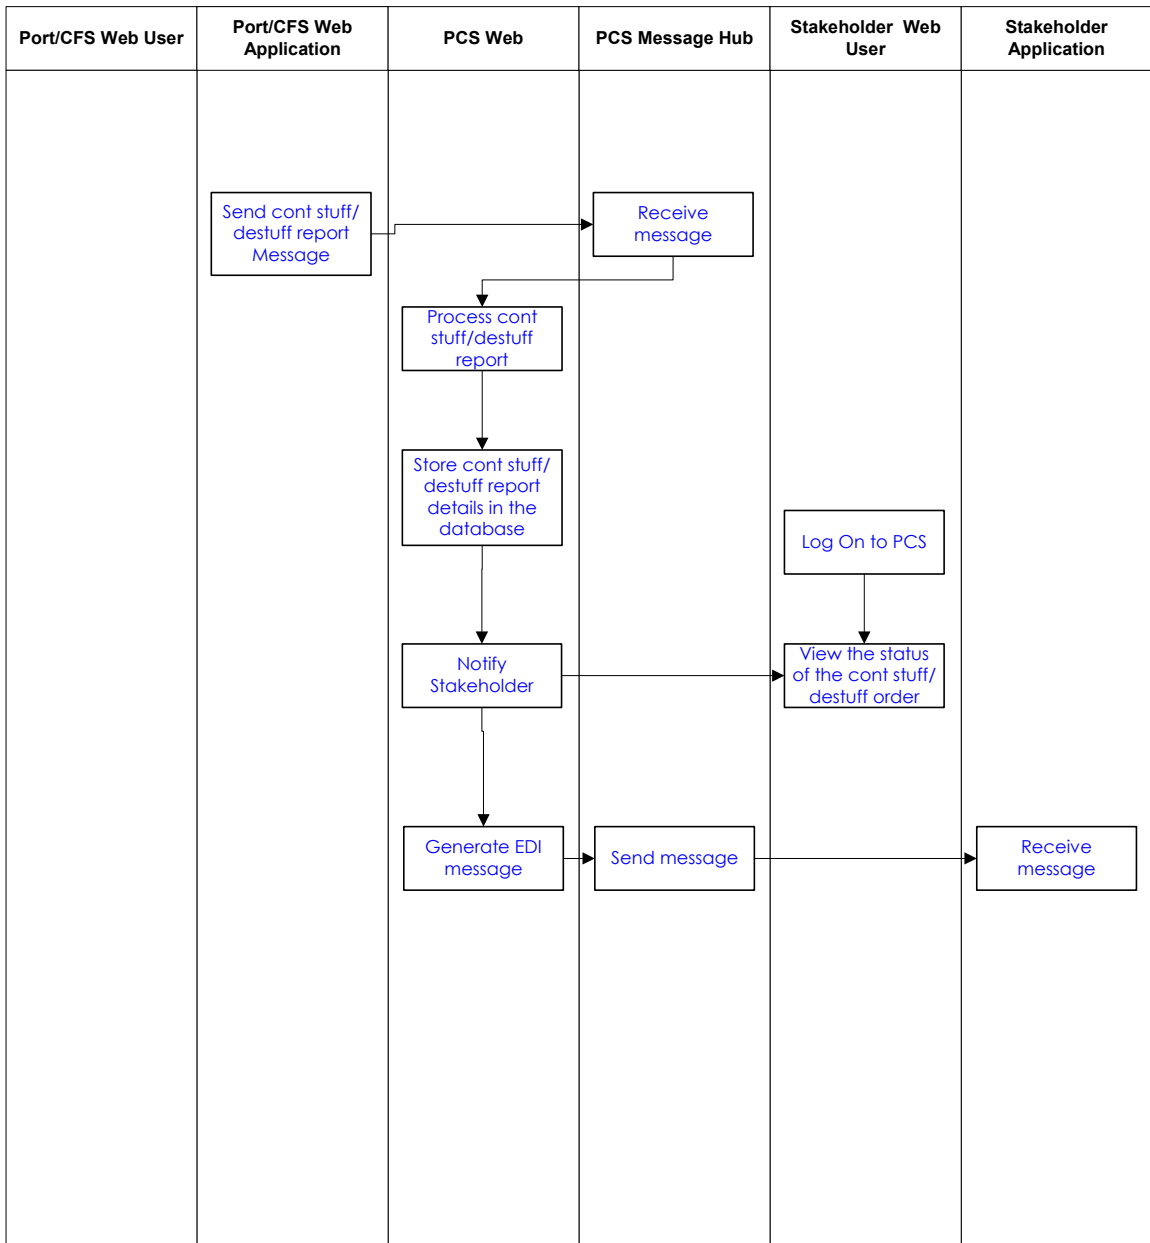 Port/CFS Web User
Port/CFS Web
Application
PCS Web
PCS Message Hub
Stakeholder Web
User
Stakeholder
Application
Send cont stuff/
destuff report
Message
Receive
message
Process cont
stuff/destuff
report
Store cont stuff/
destuff report
details in the
database
Log On to PCS
Notify
Stakeholder
View the status
of the cont stuff/
destuff order
Generate EDI
message
Send message
Receive
message